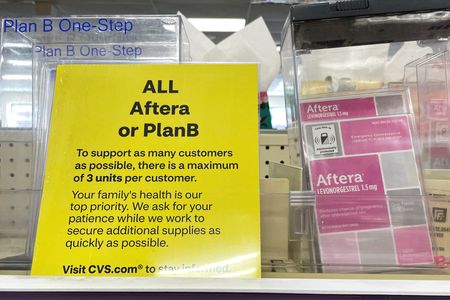 Plan B One-Step
Plan B One-Step
ALL
Aftera
or PlanB
To support as many customers
as possible, there is a maximum
of 3 units per customer.
Your family's health is our
top priority. We ask for your
patience while we work to
secure additional supplies as
quickly as possible.
Visit CVS.com® to stay informed.
Aftera
LEVONORGESTREL 1.5 mg
Emergency Contraceptive
Aftera™
LEVONORGESTREL 1.5 mg